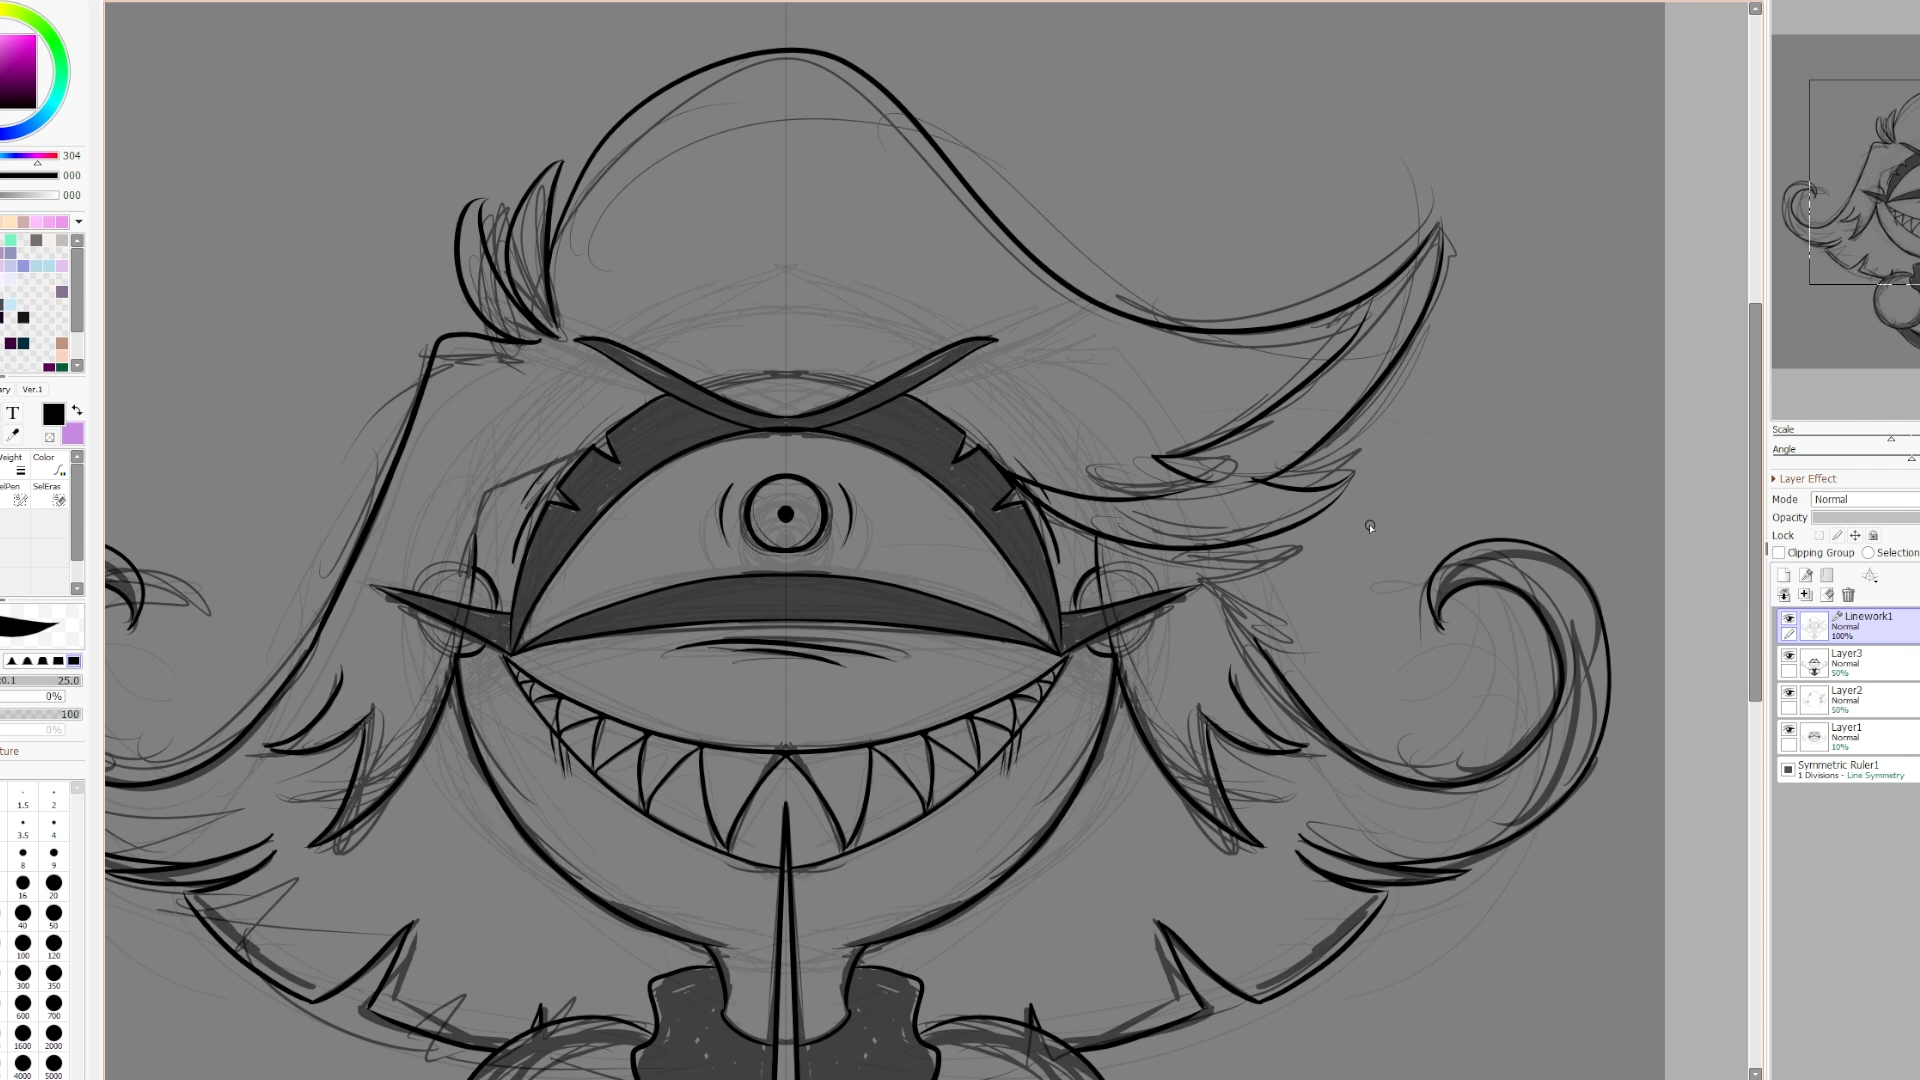 304
000
000
ary Ver.1
T
Weight Color
SelPen SelEras
:0.1 25.0
0%
100
0%
ture
1.5 2
3.5 4
8 9
16 20
40 50
100 120
300 350
600 700
1600 2000
4000 5000
Scale
Angle
Layer Effect
Mode Normal
Opacity
Lock
Clipping Group Selection
Linework1
Normal
100%
Layer3
Normal
50%
Layer2
Normal
50%
Layer1
Normal
10%
Symmetric Ruler1
1 Divisions - Line Symmetry